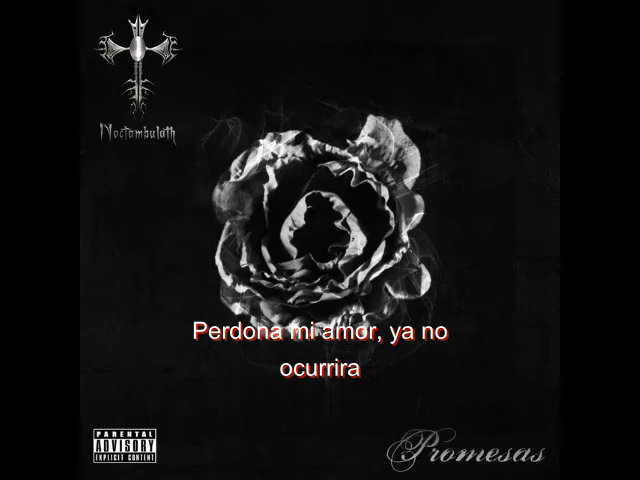 Noctambulath
Perdona mi amor, ya no
ocurrira
PARENTAL
ADVISORY
EXPLICIT CONTENT
Promesas